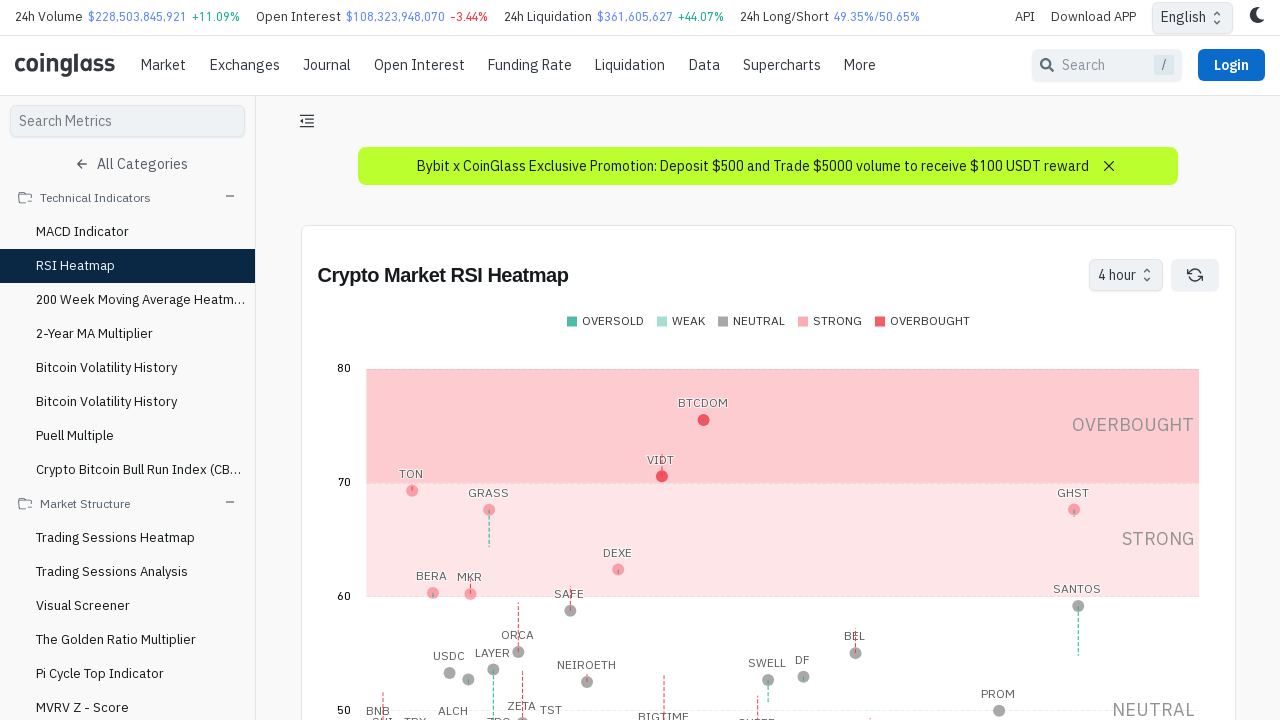 24h Volume $228,503,845,921 +11.09% Open Interest $108,323,948,070 -3.44% 24h Liquidation $361,605,627 +44.07% 24h Long/Short 49.35%/50.65% API Download APP English
coinglass Market Exchanges Journal Open Interest Funding Rate Liquidation Data Supercharts More Search / Login
Search Metrics
All Categories
Technical Indicators
MACD Indicator
RSI Heatmap
200 Week Moving Average Heatm...
2-Year MA Multiplier
Bitcoin Volatility History
Bitcoin Volatility History
Puell Multiple
Crypto Bitcoin Bull Run Index (CB...
Market Structure
Trading Sessions Heatmap
Trading Sessions Analysis
Visual Screener
The Golden Ratio Multiplier
Pi Cycle Top Indicator
MVRV Z - Score
Bybit x CoinGlass Exclusive Promotion: Deposit $500 and Trade $5000 volume to receive $100 USDT reward
Crypto Market RSI Heatmap
4 hour
OVERSOLD WEAK NEUTRAL STRONG OVERBOUGHT
80
BTCDOM
OVERBOUGHT
VIDT
TON
70
GRASS GHST
STRONG
DEXE
BERA MKR
SANTOS
60 SAFE
ORCA BEL
USDC LAYER
NEIROETH SWELL DF
PROM
BNB ALCH ZETA TST
50 NEUTRAL
BIGTIME